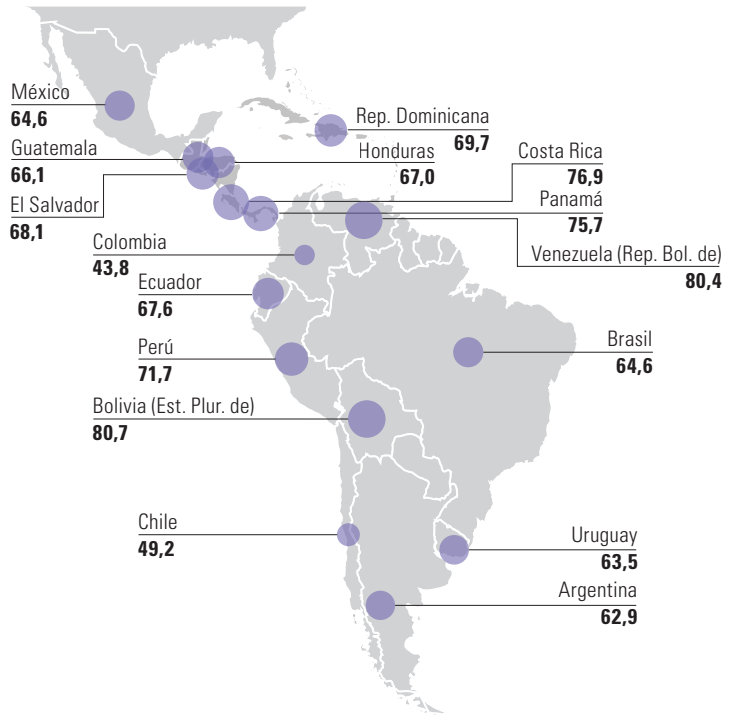 México
64,6
Guatemala
66,1
El Salvador
68,1
Rep. Dominicana
69,7
Honduras
67,0
Costa Rica
76,9
Panamá
75,7
Venezuela (Rep. Bol. de)
80,4
Colombia
43,8
Ecuador
67,6
Perú
71,7
Bolivia (Est. Plur. de)
80,7
Brasil
64,6
Chile
49,2
Uruguay
63,5
Argentina
62,9